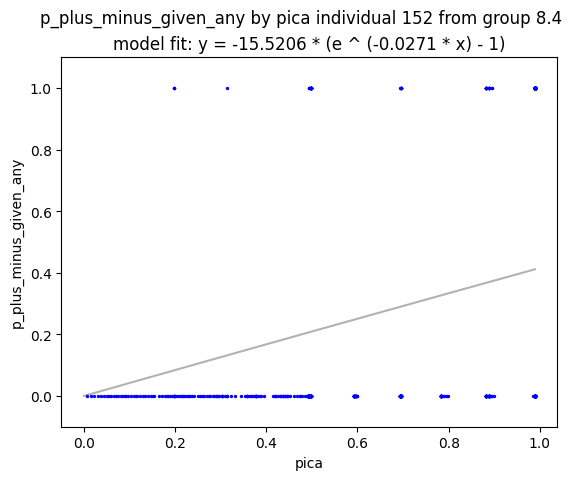 p_plus_minus_given_any by pica individual 152 from group 8.4
model fit: y = -15.5206 * (e ^ (-0.0271 * x) - 1)
p_plus_minus_given_any
1.0
0.8
0.6
0.4
0.2
0.0
0.0 0.2 0.4 0.6 0.8 1.0
pica